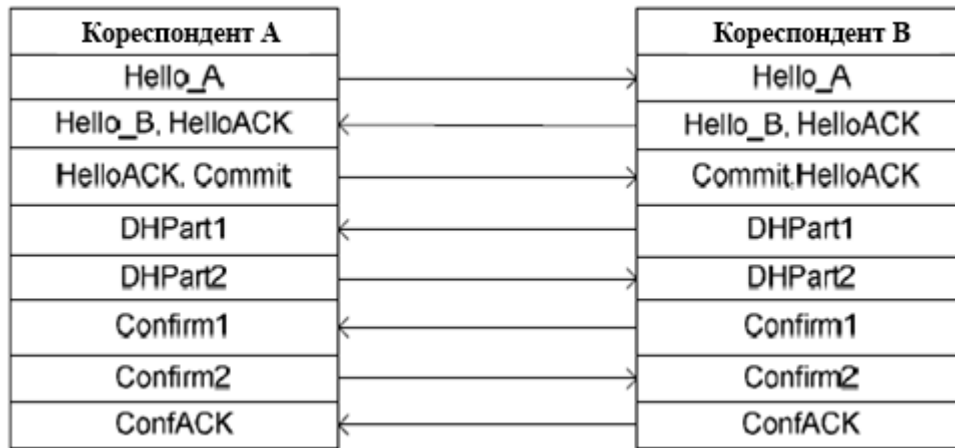 Кореспондент А Кореспондент В
Hello_A Hello_A
Hello_B, HelloACK Hello_B, HelloACK
HelloACK, Commit Commit,HelloACK
DHPart1 DHPart1
DHPart2 DHPart2
Confirm1 Confirm1
Confirm2 Confirm2
ConfACK ConfACK